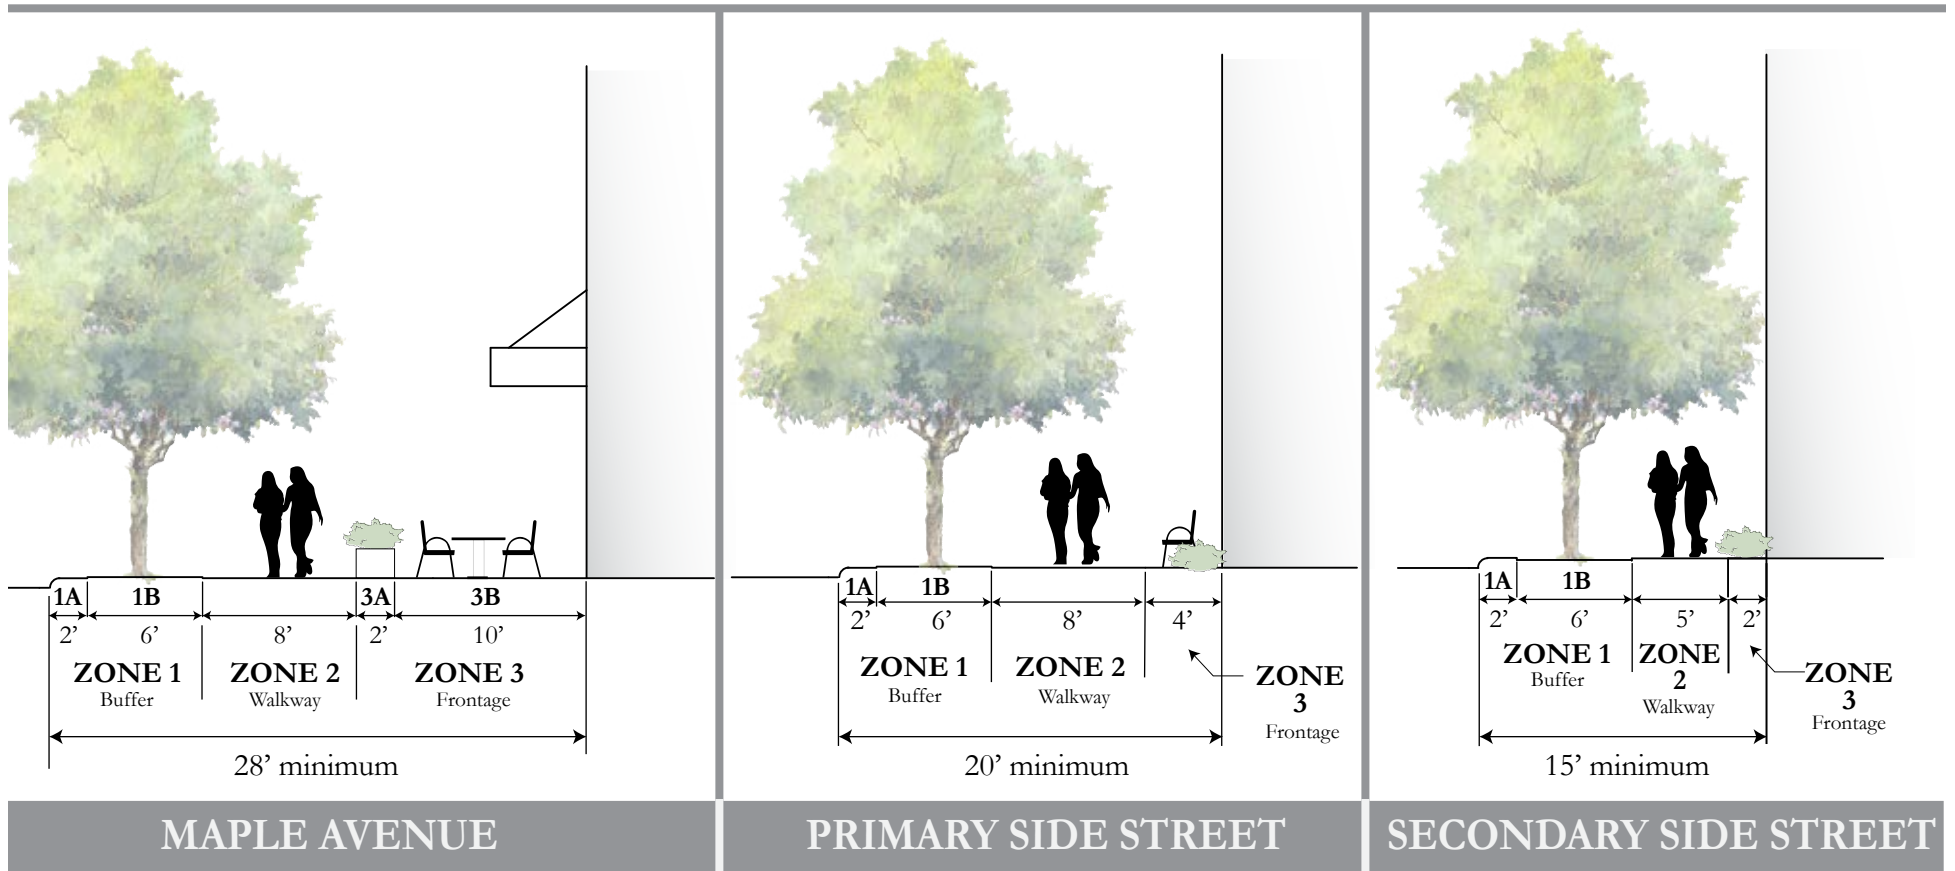 1A 1B 3A 3B
2’ 6’ 8’ 2’ 10’
ZONE 1 ZONE 2 ZONE 3
Buffer Walkway Frontage
28’ minimum
MAPLE AVENUE
1A 1B
2’ 6’ 8’ 4’
ZONE 1 ZONE 2
Buffer Walkway
ZONE
3
Frontage
20’ minimum
PRIMARY SIDE STREET
1A 1B
2’ 6’ 5’ 2’
ZONE 1
Buffer
ZONE
2
Walkway
ZONE
3
Frontage
15’ minimum
SECONDARY SIDE STREET